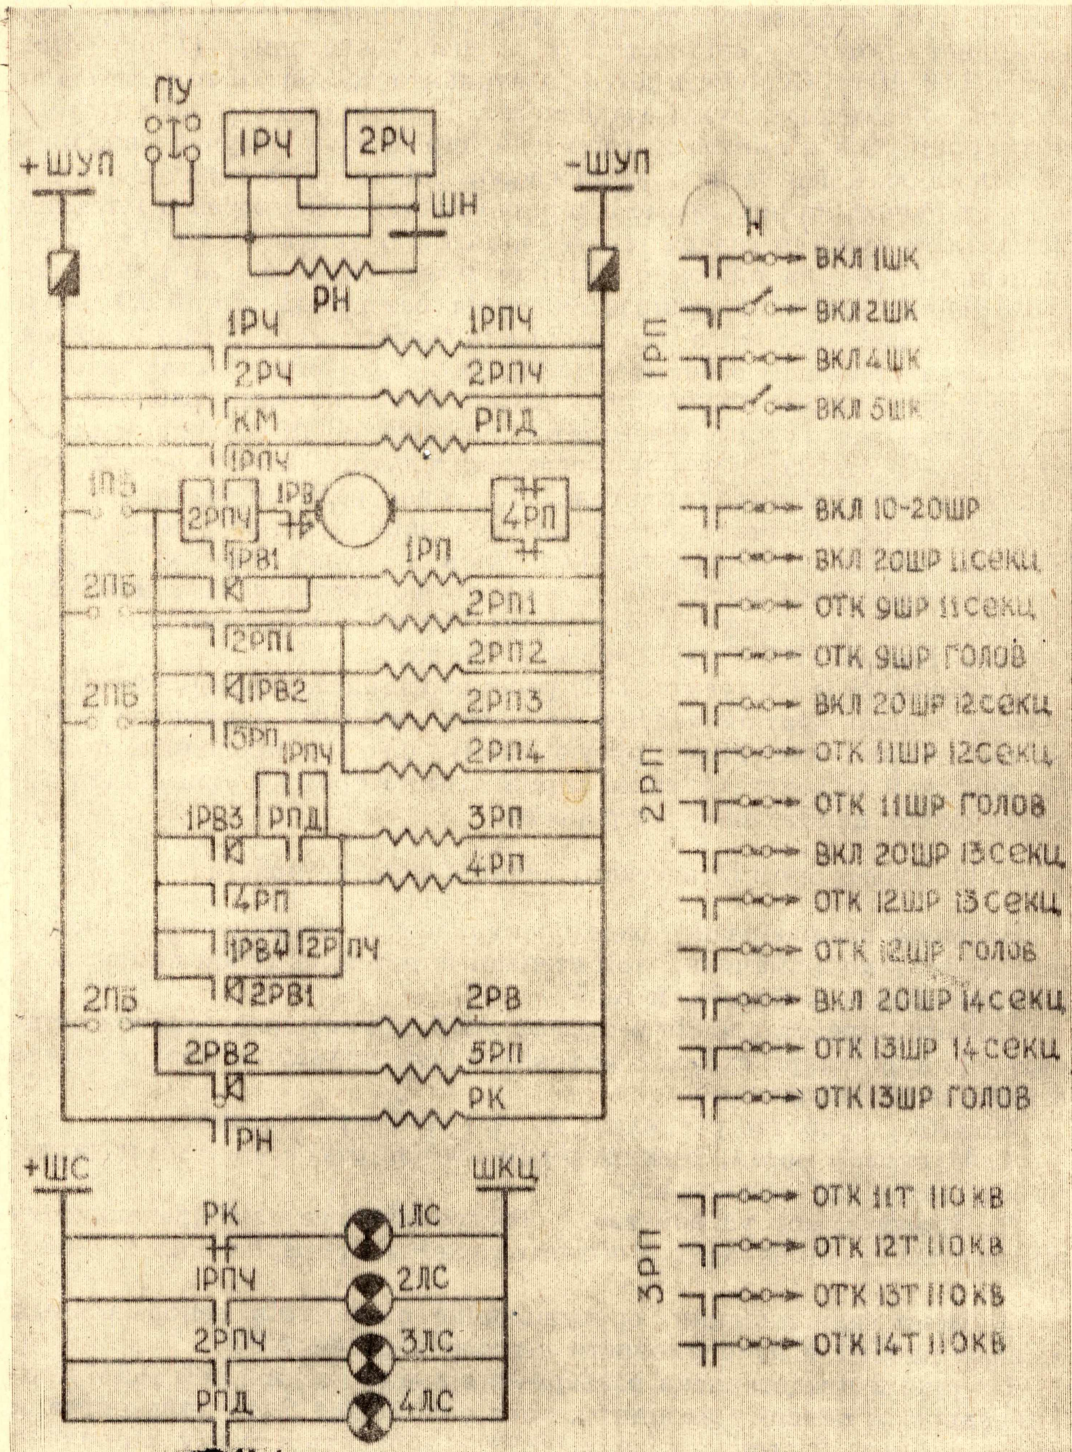 ПУ
1РЧ
2РЧ
+ШУП
-ШУП
ШН
РН
1РЧ
1РПЧ
2РЧ
2РПЧ
КМ
РПД
1РПЧ
1ПБ
2РПЧ
1РВ
4РП
1РВ1
1РП
2ПБ
2РП1
2РП1
2РП2
2ПБ
1РВ2
2РП3
3РП
1РПЧ
2РП4
1РВ3
РПД
3РП
4РП
4РП
1РВ4
2РПЧ
2ПБ
2РВ1
2РВ
2РВ2
5РП
РК
РН
+ШС
ШКЦ
РК
1ЛС
1РПЧ
2ЛС
2РПЧ
3ЛС
РПД
4ЛС
Н
1РП
ВКЛ 1ШК
ВКЛ 2ШК
ВКЛ 4ШК
ВКЛ 5ШК
2РП
ВКЛ 10-20ШР
ВКЛ 20ШР 11секц
ОТК 9ШР 11секц
ОТК 9ШР ГОЛОВ
ВКЛ 20ШР 12секц
ОТК 11ШР 12секц
ОТК 11ШР ГОЛОВ
ВКЛ 20ШР 13секц
ОТК 12ШР 13секц
ОТК 12ШР ГОЛОВ
ВКЛ 20ШР 14секц
ОТК 13ШР 14секц
ОТК 13ШР ГОЛОВ
3РП
ОТК 11Т 110КВ
ОТК 12Т 110КВ
ОТК 13Т 110КВ
ОТК 14Т 110КВ